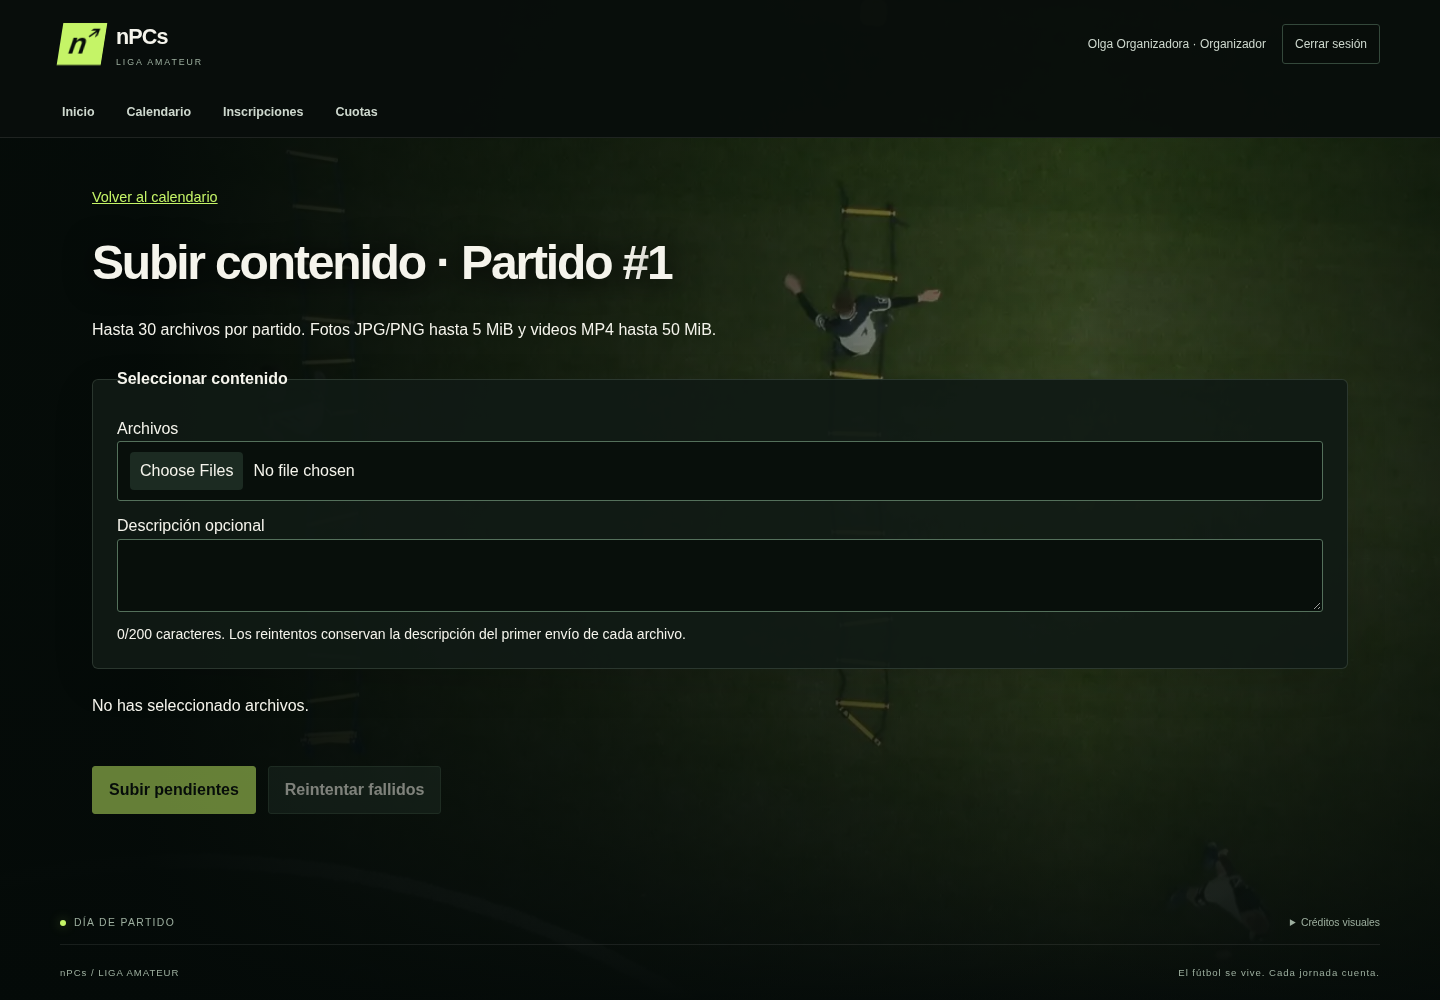 n
nPCs
LIGA AMATEUR
Olga Organizadora · Organizador
Cerrar sesión
Inicio
Calendario
Inscripciones
Cuotas
Volver al calendario
Subir contenido · Partido #1
Hasta 30 archivos por partido. Fotos JPG/PNG hasta 5 MiB y videos MP4 hasta 50 MiB.
Seleccionar contenido
Archivos
Choose Files No file chosen
Descripción opcional
0/200 caracteres. Los reintentos conservan la descripción del primer envío de cada archivo.
No has seleccionado archivos.
Subir pendientes
Reintentar fallidos
DÍA DE PARTIDO
Créditos visuales
nPCs / LIGA AMATEUR
El fútbol se vive. Cada jornada cuenta.